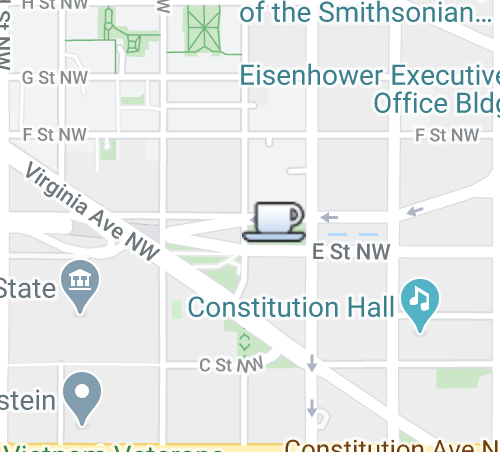 H St NW
of the Smithsonian...
St NW
G St NW
Eisenhower Executive
Office Bldg
F St NW
F St NW
Virginia Ave NW
E St NW
State
Constitution Hall
C St NW
stein
Vietnam Veterans
Constitution Ave N